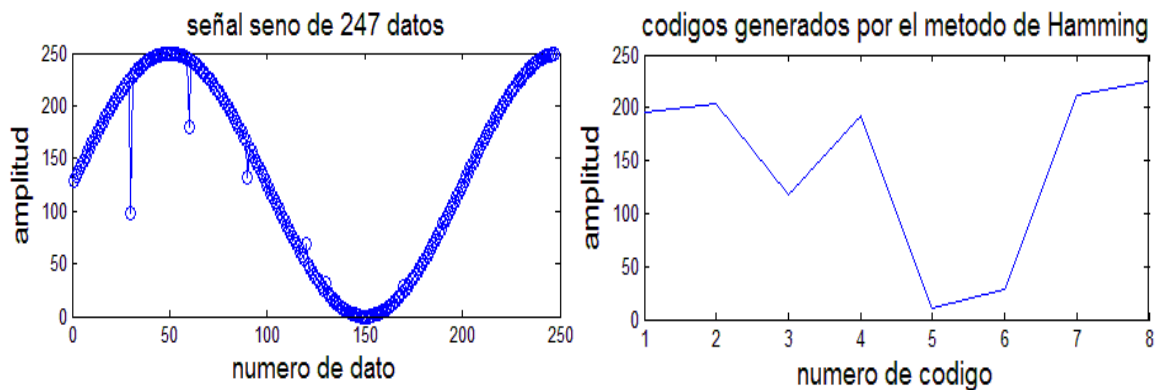 señal seno de 247 datos
250
200
150
100
50
0
amplitud
0 50 100 150 200 250
numero de dato
codigos generados por el metodo de Hamming
250
200
150
100
50
0
amplitud
1 2 3 4 5 6 7 8
numero de codigo